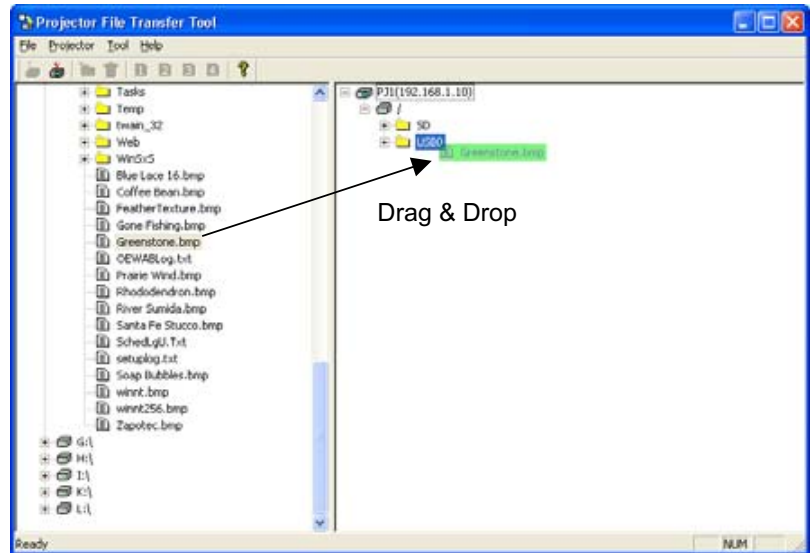 Projector File Transfer Tool
File Projector Tool Help
Tasks
Temp
twain_32
Web
WinSxS
Blue Lace 16.bmp
Coffee Bean.bmp
FeatherTexture.bmp
Gone Fishing.bmp
Greenstone.bmp
OEWABLog.txt
Prairie Wind.bmp
Rhododendron.bmp
River Sumida.bmp
Santa Fe Stucco.bmp
SchedLgU.Txt
setuplog.txt
Soap Bubbles.bmp
winnt.bmp
winnt256.bmp
Zapotec.bmp
G:\
H:\
I:\
K:\
L:\
PJ1(192.168.1.10)
/
SD
USB0
Greenstone.bmp
Drag & Drop
Ready NUM